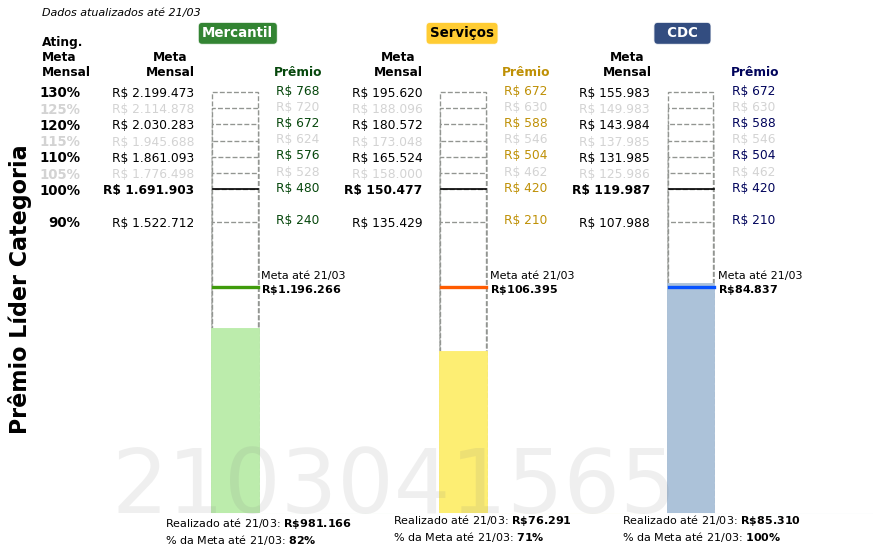 Dados atualizados até 21/03
Mercantil Serviços CDC
Ating. Meta Mensal Meta Mensal Prêmio Meta Mensal Prêmio Meta Mensal Prêmio
130% R$ 2.199.473 R$ 768 R$ 195.620 R$ 672 R$ 155.983 R$ 672
125% R$ 2.114.878 R$ 720 R$ 188.096 R$ 630 R$ 149.983 R$ 630
120% R$ 2.030.283 R$ 672 R$ 180.572 R$ 588 R$ 143.984 R$ 588
115% R$ 1.945.688 R$ 624 R$ 173.048 R$ 546 R$ 137.985 R$ 546
110% R$ 1.861.093 R$ 576 R$ 165.524 R$ 504 R$ 131.985 R$ 504
105% R$ 1.776.498 R$ 528 R$ 158.000 R$ 462 R$ 125.986 R$ 462
100% R$ 1.691.903 R$ 480 R$ 150.477 R$ 420 R$ 119.987 R$ 420
90% R$ 1.522.712 R$ 240 R$ 135.429 R$ 210 R$ 107.988 R$ 210
Prêmio Líder Categoria
Meta até 21/03 Meta até 21/03 Meta até 21/03
R$1.196.266 R$106.395 R$84.837
2103041565
Realizado até 21/03: R$981.166 Realizado até 21/03: R$76.291 Realizado até 21/03: R$85.310
% da Meta até 21/03: 82% % da Meta até 21/03: 71% % da Meta até 21/03: 100%